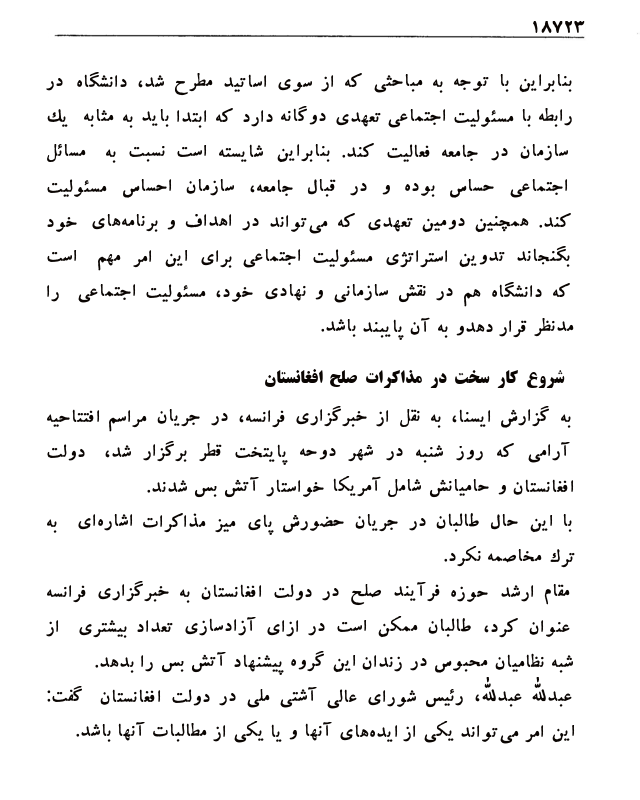 ۱۸۷۲۳
بنابراین با توجه به مباحثی که از سوی اساتید مطرح شد، دانشگاه در
رابطه با مسئولیت اجتماعی تعهدی دوگانه دارد که ابتدا باید به مثابه یك
سازمان در جامعه فعالیت کند. بنابراین شایسته است نسبت به مسائل
اجتماعی حساس بوده و در قبال جامعه، سازمان احساس مسئولیت
کند. همچنین دومین تعهدی که می‌تواند در اهداف و برنامه‌های خود
بگنجاند تدوین استراتژی مسئولیت اجتماعی برای این امر مهم است
که دانشگاه هم در نقش سازمانی و نهادی خود، مسئولیت اجتماعی را
مدنظر قرار دهدو به آن پایبند باشد.
شروع کار سخت در مذاکرات صلح افغانستان
به گزارش ایسنا، به نقل از خبرگزاری فرانسه، در جریان مراسم افتتاحیه
آرامی که روز شنبه در شهر دوحه پایتخت قطر برگزار شد، دولت
افغانستان و حامیانش شامل آمریکا خواستار آتش بس شدند.
با این حال طالبان در جریان حضورش پای میز مذاکرات اشاره‌ای به
ترك مخاصمه نکرد.
مقام ارشد حوزه فرآیند صلح در دولت افغانستان به خبرگزاری فرانسه
عنوان کرد، طالبان ممکن است در ازای آزادسازی تعداد بیشتری از
شبه نظامیان محبوس در زندان این گروه پیشنهاد آتش بس را بدهد.
عبدالله عبدالله، رئیس شورای عالی آشتی ملی در دولت افغانستان گفت:
این امر می‌تواند یکی از ایده‌های آنها و یا یکی از مطالبات آنها باشد.